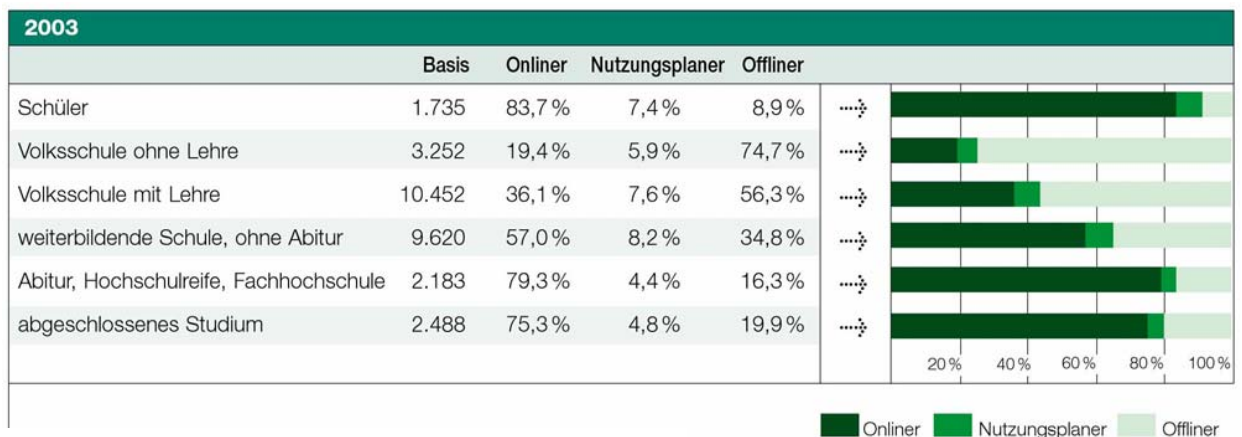 2003
Basis Onliner Nutzungsplaner Offliner
Schüler 1.735 83,7 % 7,4 % 8,9 %
Volksschule ohne Lehre 3.252 19,4 % 5,9 % 74,7 %
Volksschule mit Lehre 10.452 36,1 % 7,6 % 56,3 %
weiterbildende Schule, ohne Abitur 9.620 57,0 % 8,2 % 34,8 %
Abitur, Hochschulreife, Fachhochschule 2.183 79,3 % 4,4 % 16,3 %
abgeschlossenes Studium 2.488 75,3 % 4,8 % 19,9 %
20 % 40 % 60 % 80 % 100 %
Onliner Nutzungsplaner Offliner